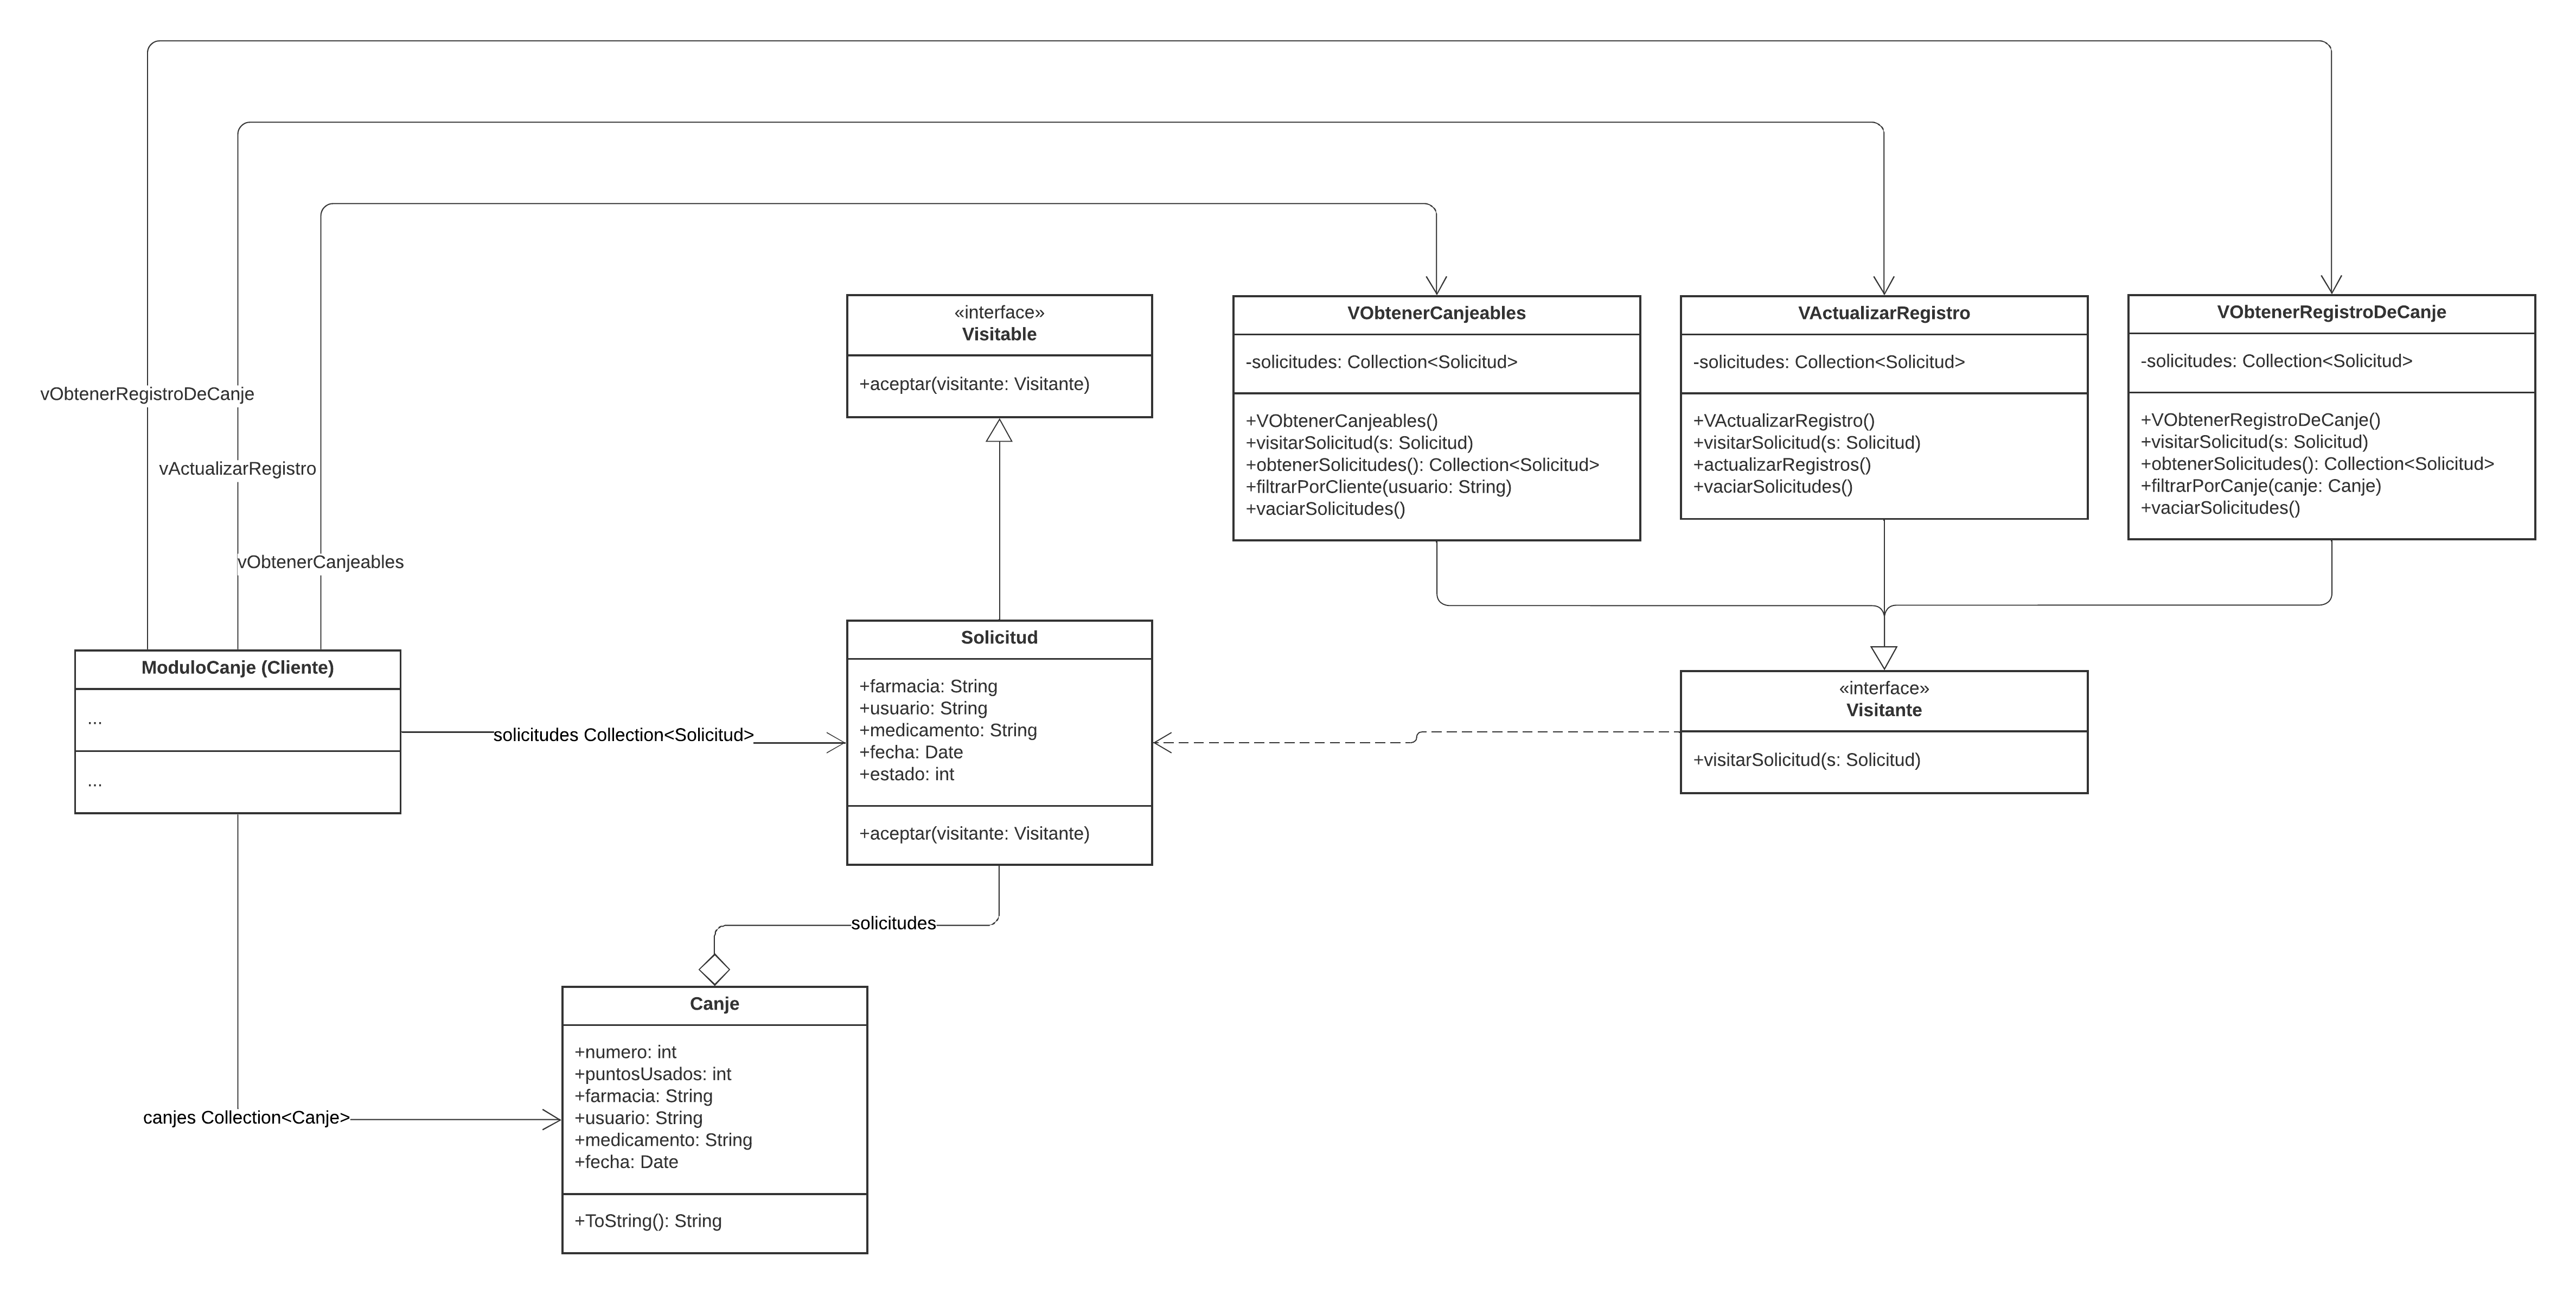 vObtenerRegistroDeCanje
vActualizarRegistro
vObtenerCanjeables
«interface»
Visitable
+aceptar(visitante: Visitante)
VObtenerCanjeables
-solicitudes: Collection<Solicitud>
+VObtenerCanjeables()
+visitarSolicitud(s: Solicitud)
+obtenerSolicitudes(): Collection<Solicitud>
+filtrarPorCliente(usuario: String)
+vaciarSolicitudes()
VActualizarRegistro
-solicitudes: Collection<Solicitud>
+VActualizarRegistro()
+visitarSolicitud(s: Solicitud)
+actualizarRegistros()
+vaciarSolicitudes()
VObtenerRegistroDeCanje
-solicitudes: Collection<Solicitud>
+VObtenerRegistroDeCanje()
+visitarSolicitud(s: Solicitud)
+obtenerSolicitudes(): Collection<Solicitud>
+filtrarPorCanje(canje: Canje)
+vaciarSolicitudes()
ModuloCanje (Cliente)
...
...
solicitudes Collection<Solicitud>
Solicitud
+farmacia: String
+usuario: String
+medicamento: String
+fecha: Date
+estado: int
+aceptar(visitante: Visitante)
«interface»
Visitante
+visitarSolicitud(s: Solicitud)
solicitudes
canjes Collection<Canje>
Canje
+numero: int
+puntosUsados: int
+farmacia: String
+usuario: String
+medicamento: String
+fecha: Date
+ToString(): String